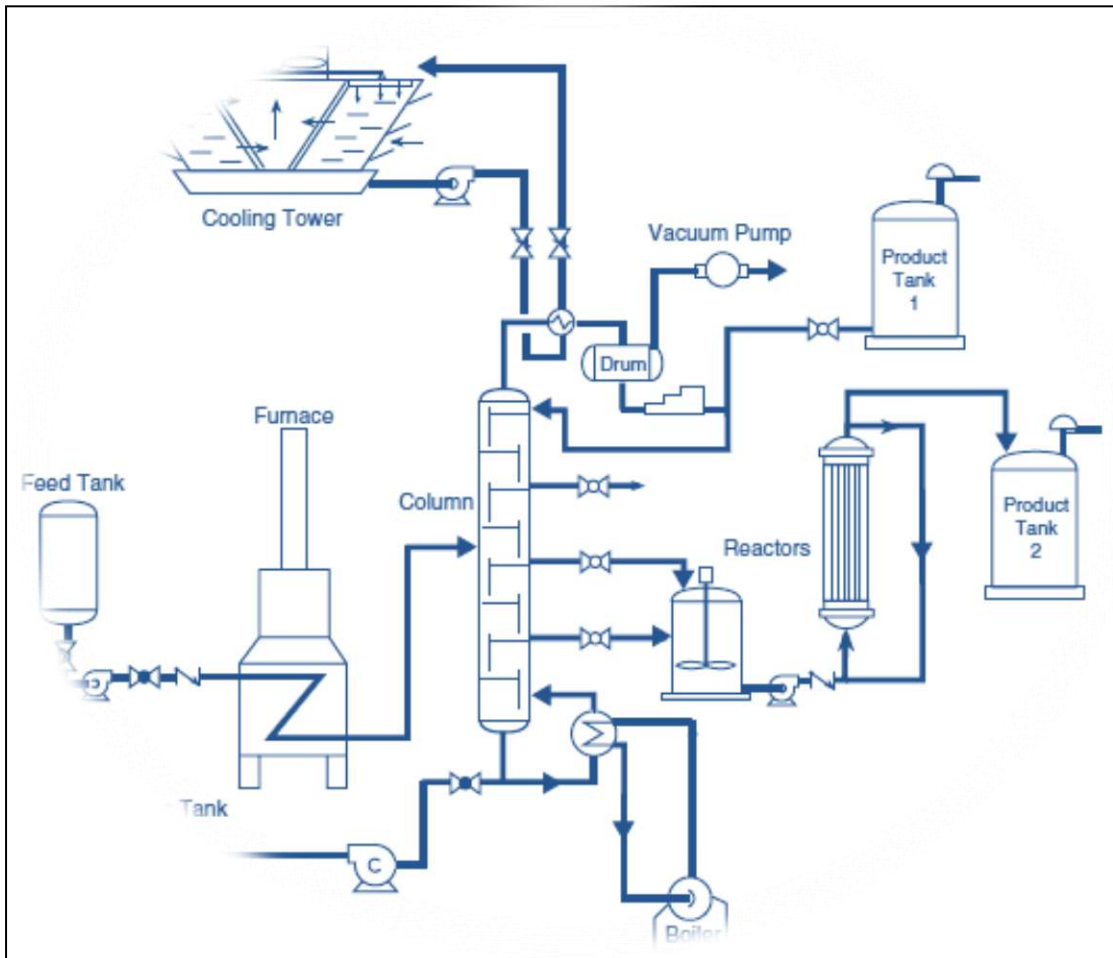 Cooling Tower
Vacuum Pump
Product
Tank
1
Drum
Furnace
Feed Tank
Column
Product
Tank
2
Reactors
Tank
C
Boiler